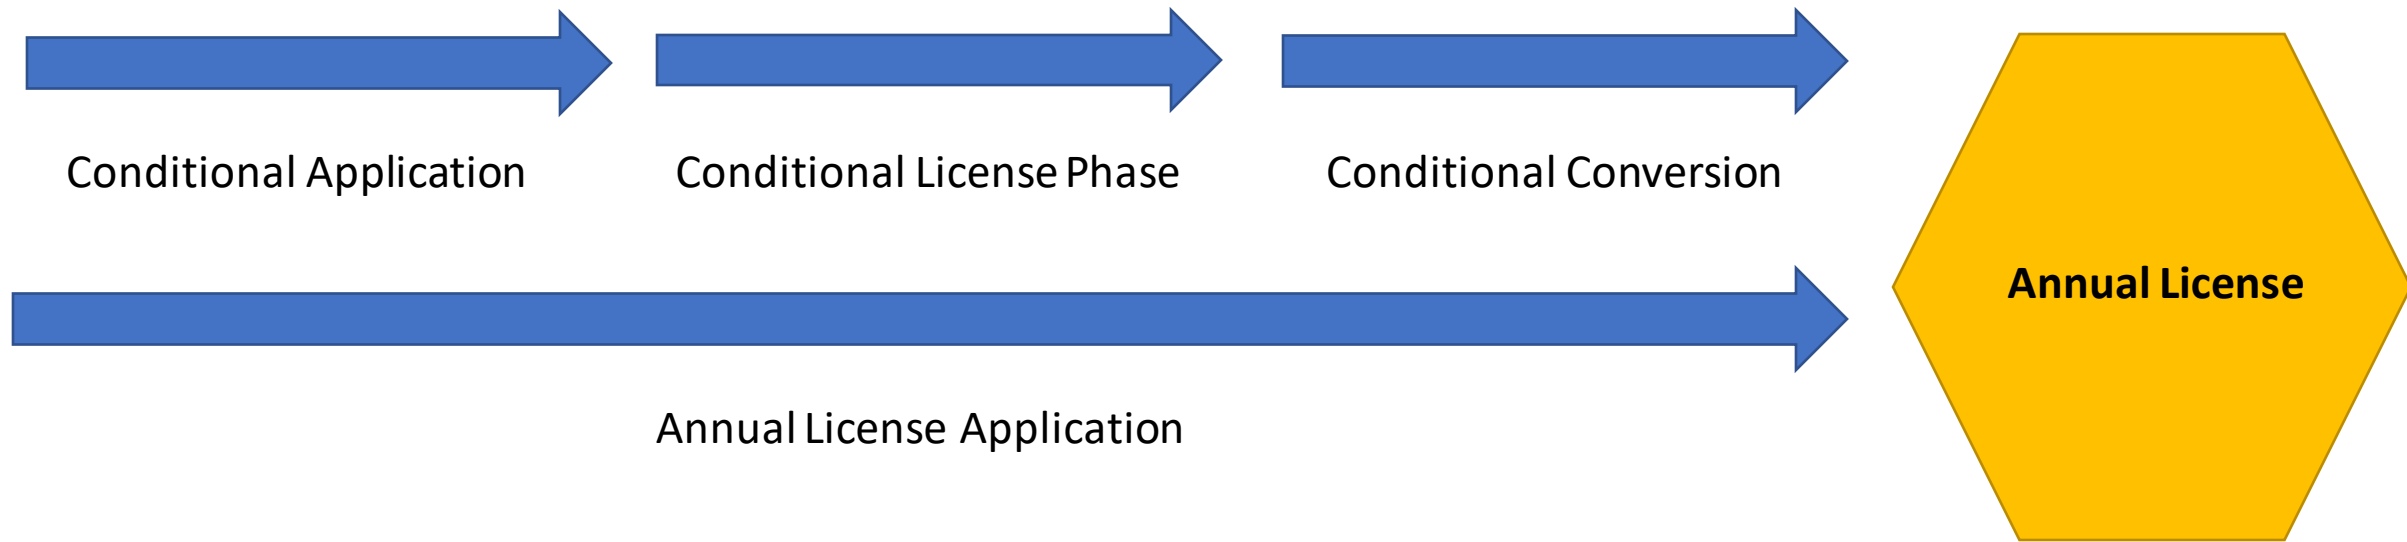 Conditional Application
Conditional License Phase
Conditional Conversion
Annual License
Annual License Application